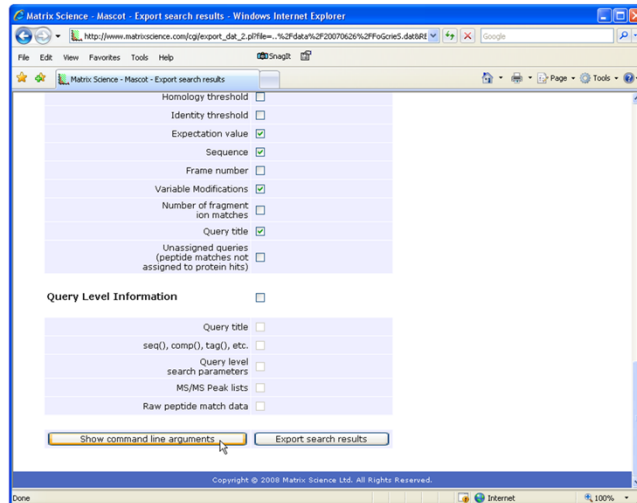 Matrix Science - Mascot - Export search results - Windows Internet Explorer
http://www.matrixscience.com/cgi/export_dat_2.pl?file=...%2Fdata%2F20070626%2FFoGcrieS.dat&RE
Google
File Edit View Favorites Tools Help
SnagIt
Matrix Science - Mascot - Export search results
Page Tools
Homology threshold
Identity threshold
Expectation value
Sequence
Frame number
Variable Modifications
Number of fragment
ion matches
Query title
Unassigned queries
(peptide matches not
assigned to protein hits)
Query Level Information
Query title
seq(), comp(), tag(), etc.
Query level
search parameters
MS/MS Peak lists
Raw peptide match data
Show command line arguments
Export search results
Copyright © 2008 Matrix Science Ltd. All Rights Reserved.
Done
Internet
100%